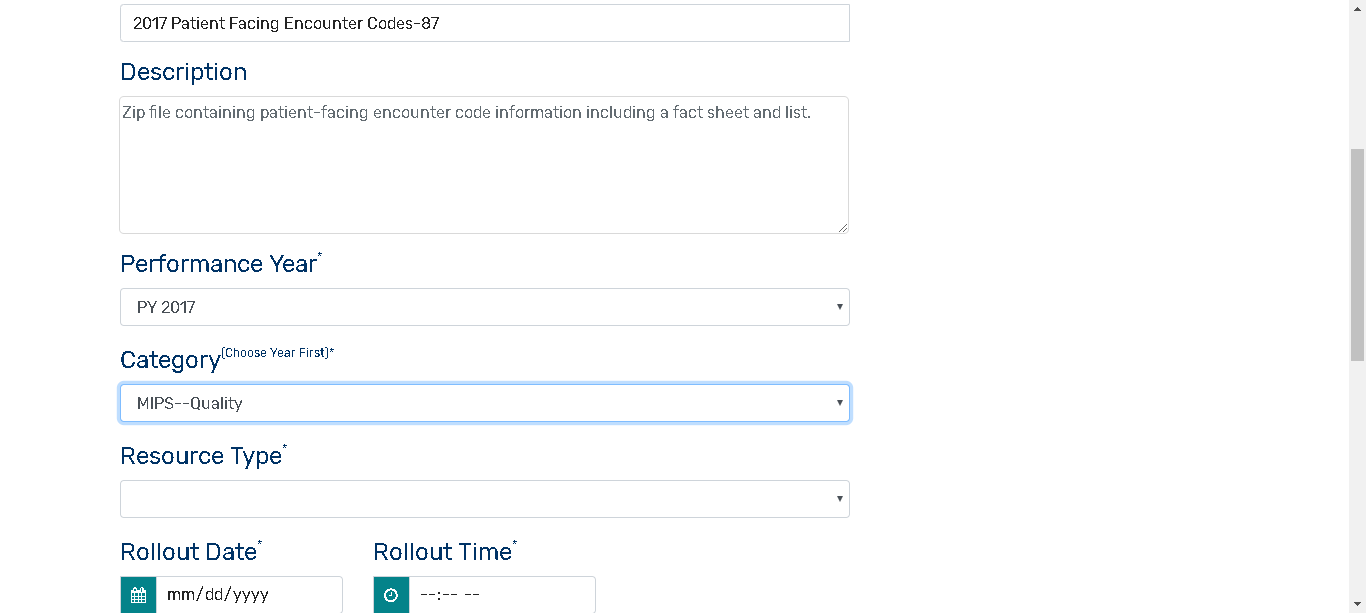 2017 Patient Facing Encounter Codes-87
Description
Zip file containing patient-facing encounter code information including a fact sheet and list.
Performance Year*
PY 2017
Category(Choose Year First)*
MIPS--Quality
Resource Type*
Rollout Date* Rollout Time*
mm/dd/yyyy --:-- --